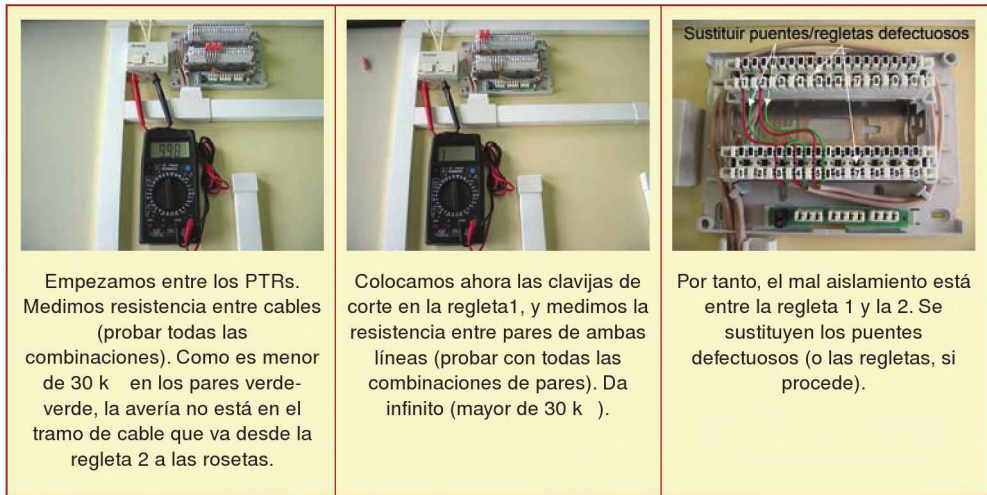 Sustituir puentes/regletas defectuosos
Empezamos entre los PTRs.
Medimos resistencia entre cables
(probar todas las
combinaciones). Como es menor
de 30 k en los pares verde-
verde, la avería no está en el
tramo de cable que va desde la
regleta 2 a las rosetas.
Colocamos ahora las clavijas de
corte en la regleta1, y medimos la
resistencia entre pares de ambas
líneas (probar con todas las
combinaciones de pares). Da
infinito (mayor de 30 k ).
Por tanto, el mal aislamiento está
entre la regleta 1 y la 2. Se
sustituyen los puentes
defectuosos (o las regletas, si
procede).